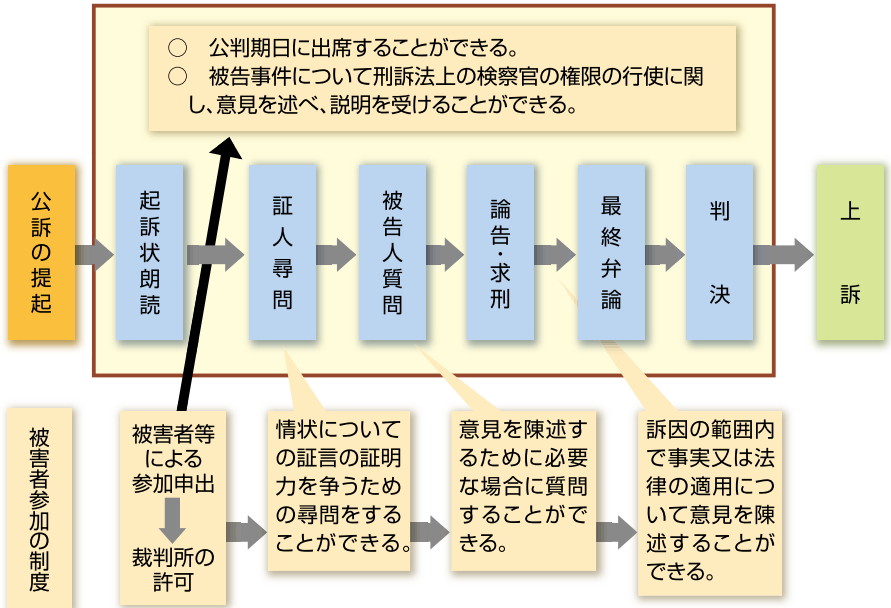 ○ 公判期日に出席することができる。
○ 被告事件について刑訴法上の検察官の権限の行使に関
し、意見を述べ、説明を受けることができる。
公訴の提起
起訴状朗読
証人尋問
被告人質問
論告・求刑
最終弁論
判決
上訴
被害者参加の制度
被害者等
による
参加申出
裁判所の
許可
情状について
の証言の証明
力を争うため
の尋問をする
ことができる。
意見を陳述す
るために必要
な場合に質問
することがで
きる。
訴因の範囲内
で事実又は法
律の適用につ
いて意見を陳
述することが
できる。